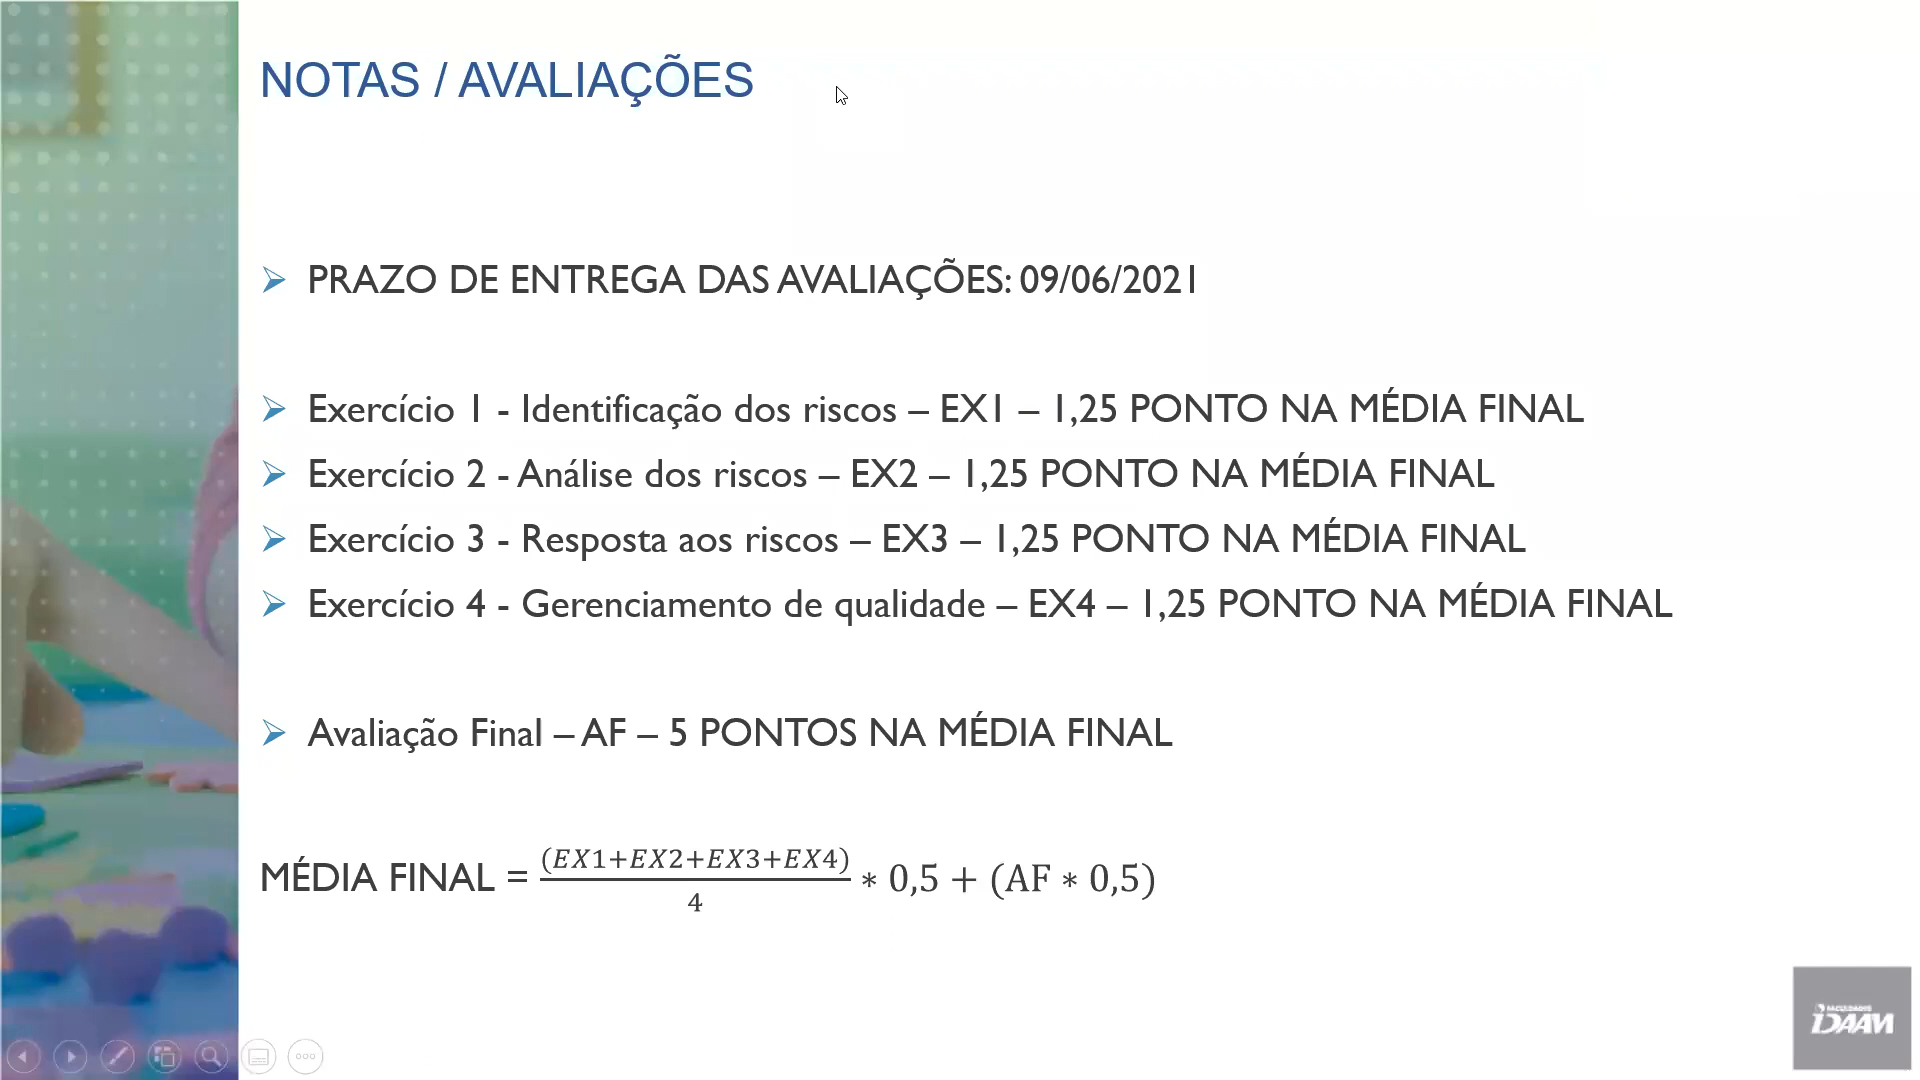 NOTAS / AVALIAÇÕES
PRAZO DE ENTREGA DAS AVALIAÇÕES: 09/06/2021
Exercício 1 - Identificação dos riscos – EX1 – 1,25 PONTO NA MÉDIA FINAL
Exercício 2 - Análise dos riscos – EX2 – 1,25 PONTO NA MÉDIA FINAL
Exercício 3 - Resposta aos riscos – EX3 – 1,25 PONTO NA MÉDIA FINAL
Exercício 4 - Gerenciamento de qualidade – EX4 – 1,25 PONTO NA MÉDIA FINAL
Avaliação Final – AF – 5 PONTOS NA MÉDIA FINAL
MÉDIA FINAL = (EX1+EX2+EX3+EX4)/4 * 0,5 + (AF * 0,5)
FACULDADE
IDAAM